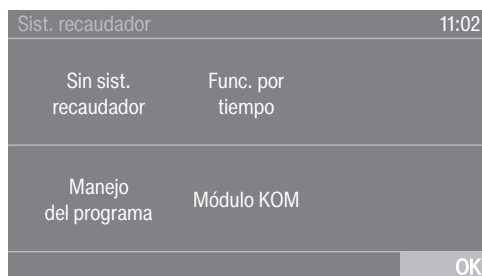 Sist. recaudador 11:02
Sin sist. Func. por
recaudador tiempo
Manejo
del programa Módulo KOM
OK